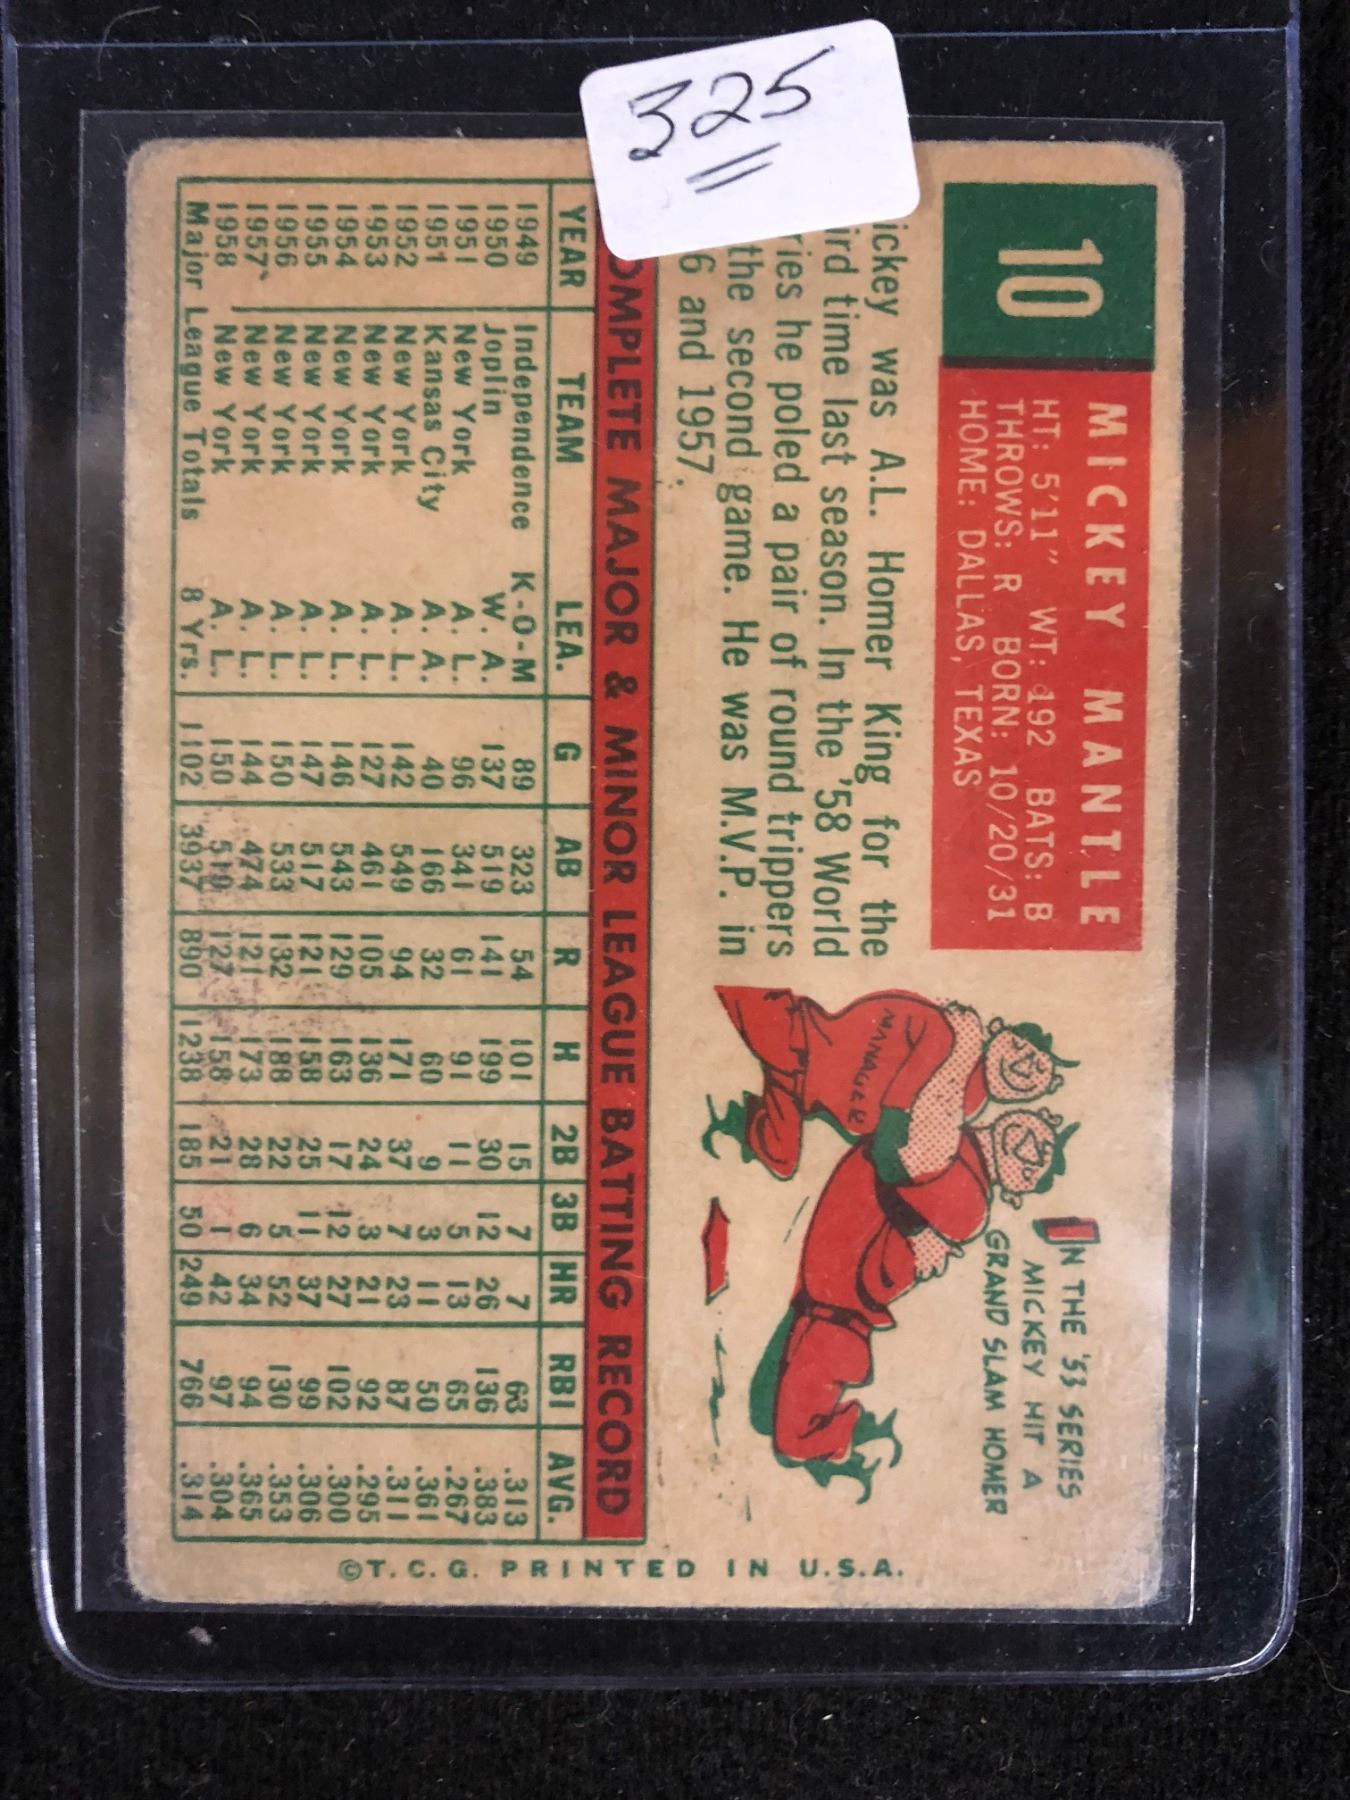 325
10
MICKEY MANTLE
HT: 5'11" WT: 192 BATS: B
THROWS: R BORN: 10/20/31
HOME: DALLAS, TEXAS
ickey was A.L. Homer King for the
ird time last season. In the '58 World
ries he poled a pair of round trippers
the second game. He was M.V.P. in
6 and 1957.
IN THE '53 SERIES
MICKEY HIT A
GRAND SLAM HOMER
MANAGER
OMPLETE MAJOR & MINOR LEAGUE BATTING RECORD
YEAR TEAM LEA. G AB R H 2B 3B HR RBI AVG.
1949 Independence K-O-M 89 323 54 101 15 7 7 63 .313
1950 Joplin W. A. 137 519 141 199 30 12 26 136 .383
1951 New York A. L. 96 341 61 91 11 5 13 65 .267
1951 Kansas City A. A. 40 166 32 60 9 3 11 50 .361
1952 New York A. L. 142 549 94 171 37 7 23 87 .311
1953 New York A. L. 127 461 105 136 24 3 21 92 .295
1954 New York A. L. 146 543 129 163 17 12 27 102 .300
1955 New York A. L. 147 517 121 158 25 11 37 99 .306
1956 New York A. L. 150 533 132 188 22 5 52 130 .353
1957 New York A. L. 144 474 121 173 28 6 34 94 .365
1958 New York A. L. 150 519 127 158 21 1 42 97 .304
Major League Totals 8 Yrs. 1102 3937 890 1238 185 50 249 766 .314
©T.C.G. PRINTED IN U.S.A.